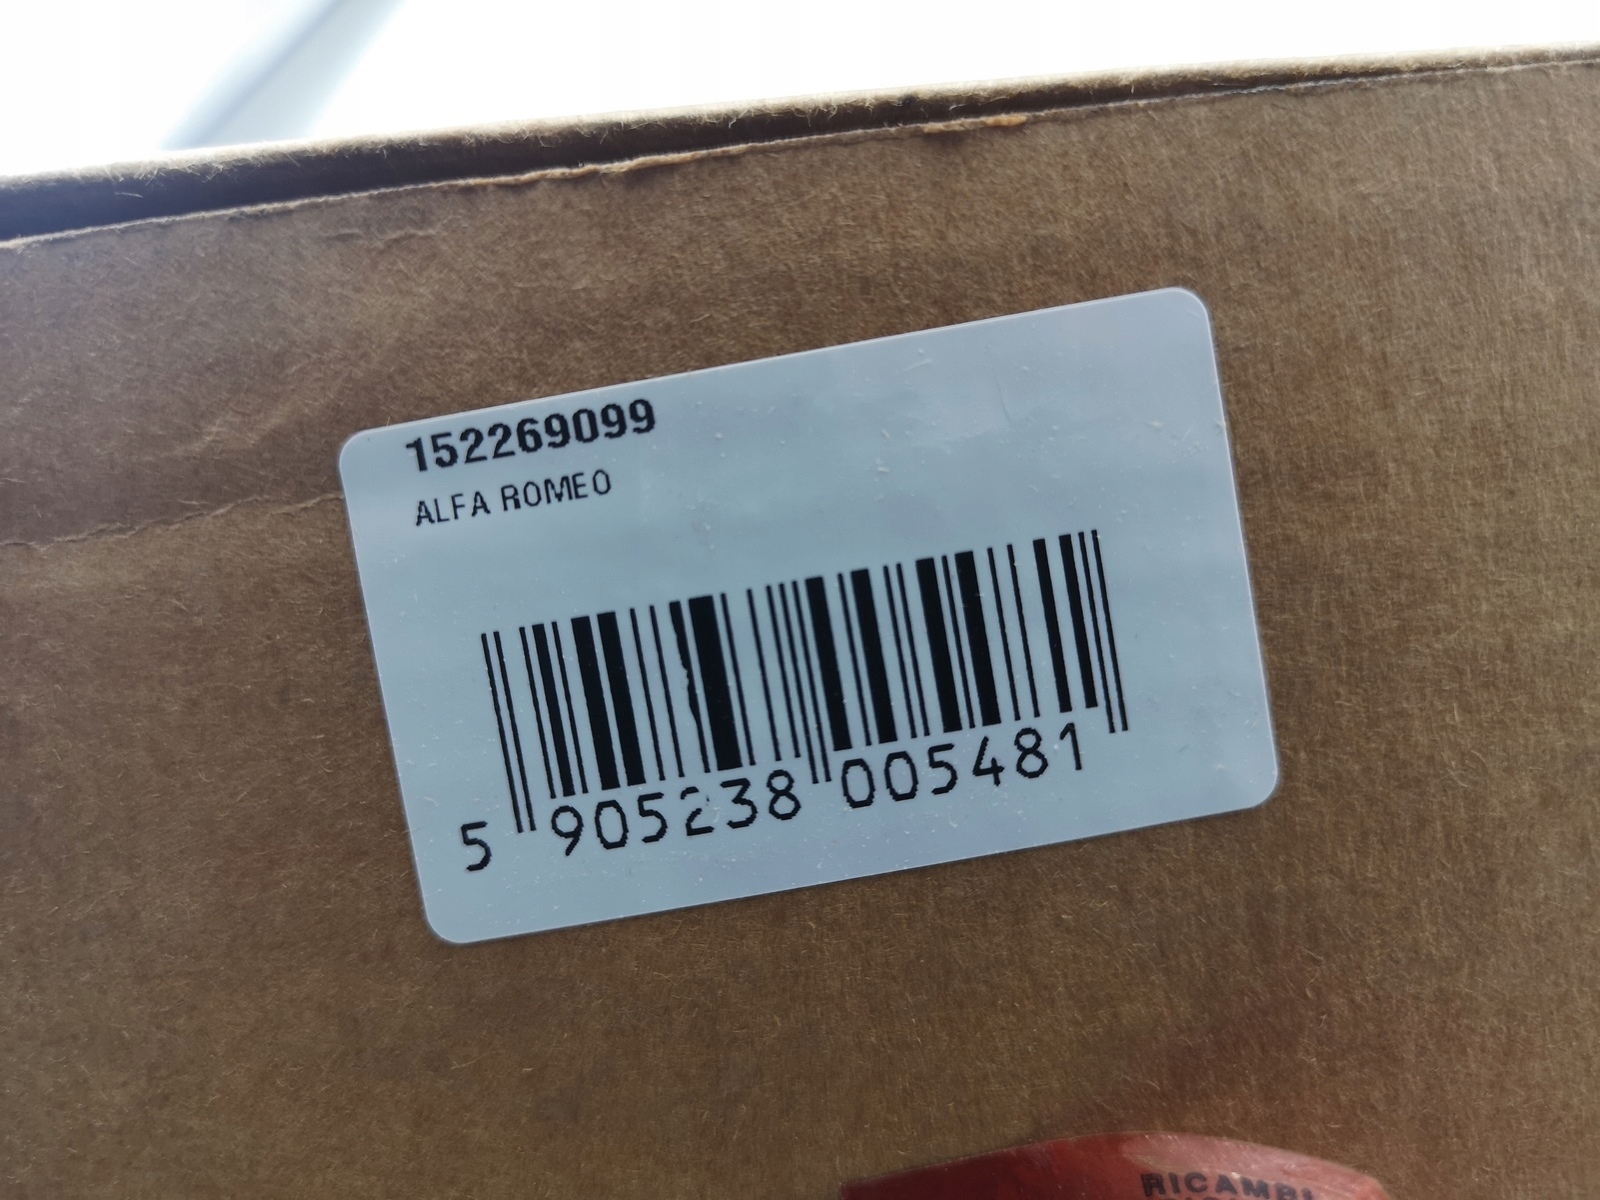 152269099
ALFA ROMEO
5 905238 005481
RICAMBI